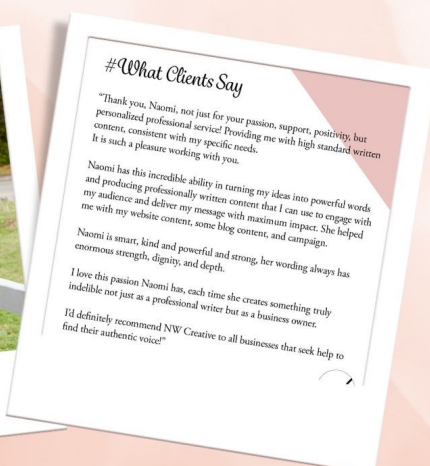 #What Clients Say
"Thank you, Naomi, not just for your passion, support, positivity, but
personalized professional service! Providing me with high standard written
content, consistent with my specific needs.
It is such a pleasure working with you.
Naomi has this incredible ability in turning my ideas into powerful words
and producing professionally written content that I can use to engage with
my audience and deliver my message with maximum impact. She helped
me with my website content, some blog content, and campaign.
Naomi is smart, kind and powerful and strong, her wording always has
enormous strength, dignity, and depth.
I love this passion Naomi has, each time she creates something truly
indelible not just as a professional writer but as a business owner.
I'd definitely recommend NW Creative to all businesses that seek help to
find their authentic voice!"